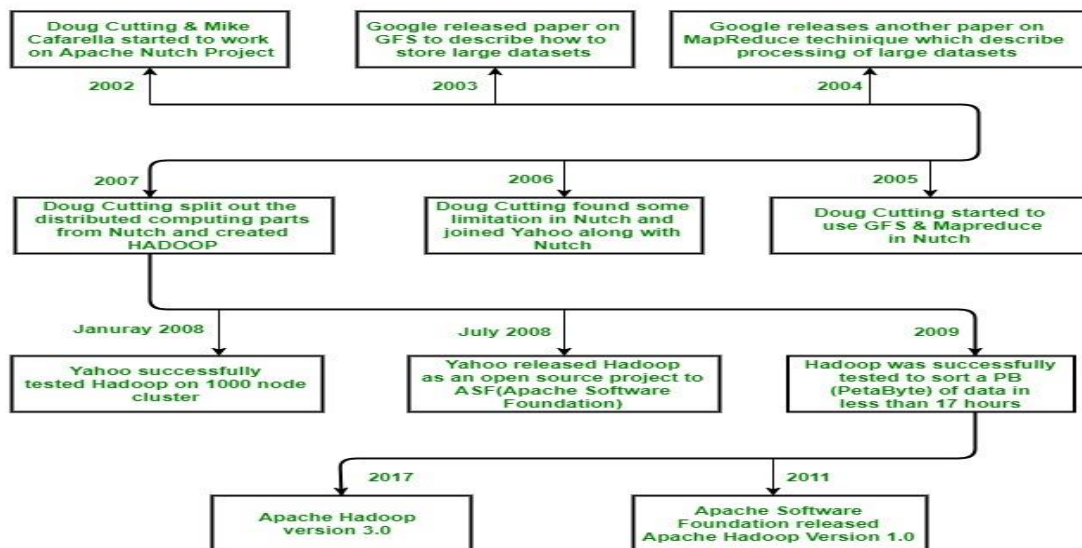 Doug Cutting & Mike
Cafarella started to work
on Apache Nutch Project
Google released paper on
GFS to describe how to
store large datasets
Google releases another paper on
MapReduce techinique which describe
processing of large datasets
2002
2003
2004
2007
2006
2005
Doug Cutting split out the
distributed computing parts
from Nutch and created
HADOOP
Doug Cutting found some
limitation in Nutch and
joined Yahoo along with
Nutch
Doug Cutting started to
use GFS & Mapreduce
in Nutch
Januray 2008
July 2008
2009
Yahoo successfully
tested Hadoop on 1000 node
cluster
Yahoo released Hadoop
as an open source project to
ASF(Apache Software
Foundation)
Hadoop was successfully
tested to sort a PB
(PetaByte) of data in
less than 17 hours
2017
2011
Apache Hadoop
version 3.0
Apache Software
Foundation released
Apache Hadoop Version 1.0